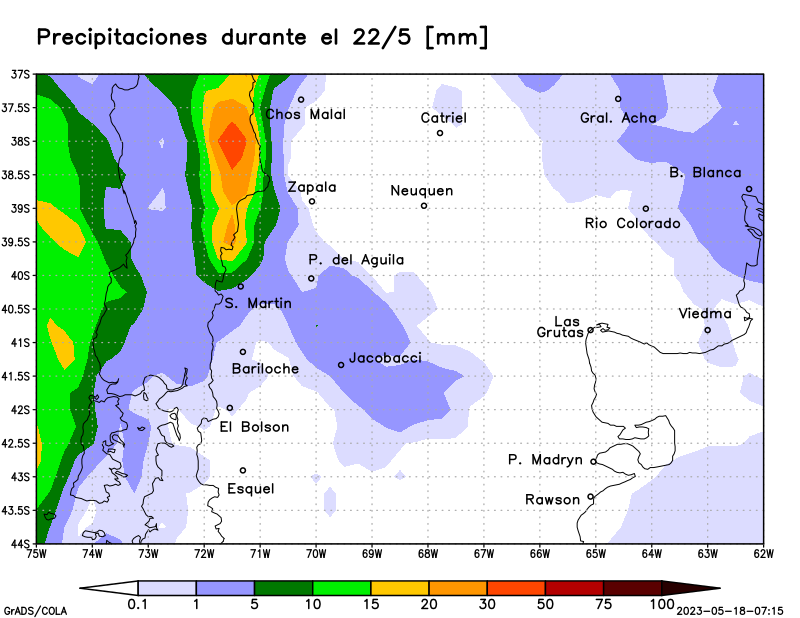 Precipitaciones durante el 22/5 [mm]
37S
37.5S
38S
38.5S
39S
39.5S
40S
40.5S
41S
41.5S
42S
42.5S
43S
43.5S
44S
Chos Malal
Catriel
Gral. Acha
B. Blanca
Zapala
Neuquen
Rio Colorado
P. del Aguila
S. Martin
Viedma
Las
Grutas
Bariloche
Jacobacci
El Bolson
P. Madryn
Esquel
Rawson
75W 74W 73W 72W 71W 70W 69W 68W 67W 66W 65W 64W 63W 62W
0.1 1 5 10 15 20 30 50 75 100
GrADS/COLA
2023-05-18-07:15